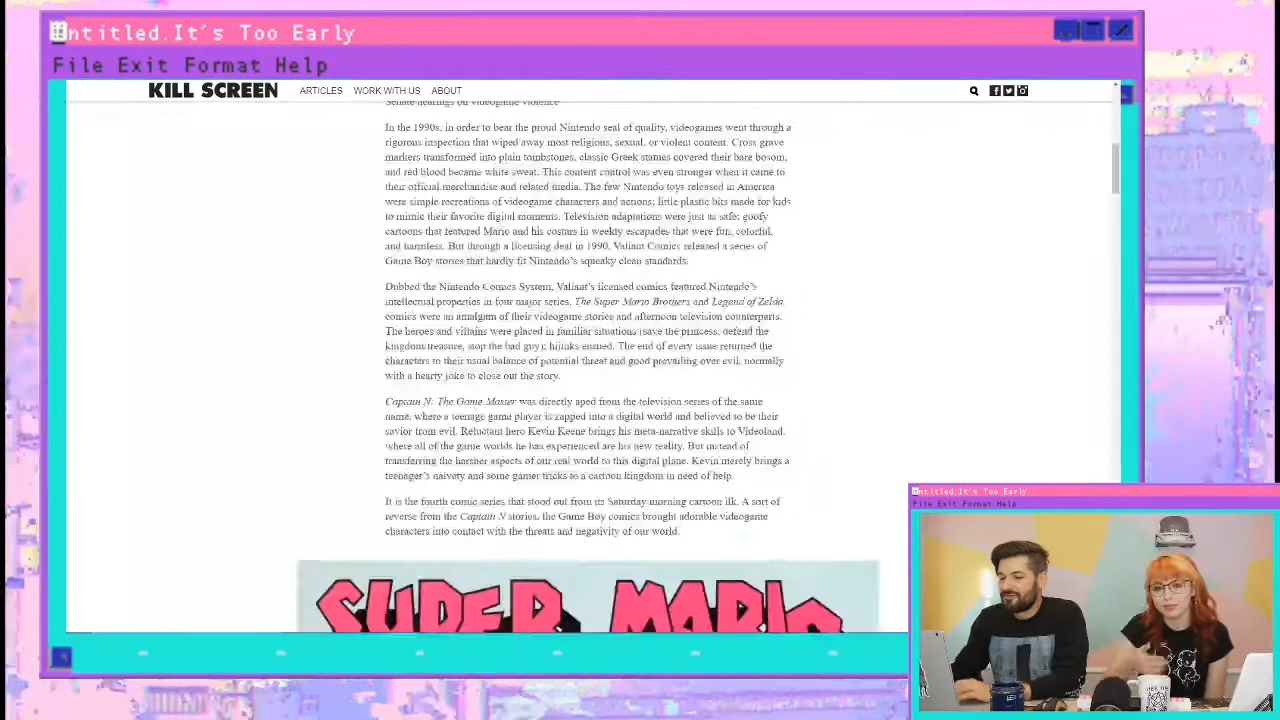 Untitled.It's Too Early
File Exit Format Help
KILL SCREEN
ARTICLES WORK WITH US ABOUT
Senate hearings on videogame violence
In the 1990s, in order to bear the proud Nintendo seal of quality, videogames went through a
rigorous inspection that wiped away most religious, sexual, or violent content. Cross grave
markers transformed into plain tombstones, classic Greek statues covered their bare bosom,
and red blood became white sweat. This content control was even stronger when it came to
their official merchandise and related media. The few Nintendo toys released in America
were simple recreations of videogame characters and actions; little plastic bits made for kids
to mimic their favorite digital moments. Television adaptations were just as safe: goofy
cartoons that featured Mario and his costars in weekly escapades that were fun, colorful,
and harmless. But through a licensing deal in 1990, Valiant Comics released a series of
Game Boy stories that hardly fit Nintendo's squeaky clean standards.
Dubbed the Nintendo Comics System, Valiant's licensed comics featured Nintendo's
intellectual properties in four major series. The Super Mario Brothers and Legend of Zelda
comics were an amalgam of their videogame stories and afternoon television counterparts.
The heroes and villains were placed in familiar situations (save the princess, defend the
kingdom/treasure, stop the bad guy); hijinks ensued. The end of every issue returned the
characters to their usual balance of potential threat and good prevailing over evil, normally
with a hearty joke to close out the story.
Captain N: The Game Master was directly aped from the television series of the same
name, where a teenage game player is zapped into a digital world and believed to be their
savior from evil. Reluctant hero Kevin Keene brings his meta-narrative skills to Videoland,
where all of the game worlds he has experienced are his new reality. But instead of
transferring the harsher aspects of our real world to this digital plane, Kevin merely brings a
teenager's naivety and some gamer tricks to a cartoon kingdom in need of help.
It is the fourth comic series that stood out from its Saturday-morning cartoon ilk. A sort of
reverse from the Captain N stories, the Game Boy comics brought adorable videogame
characters into contact with the threats and negativity of our world.
SUPER MARIO
Untitled.It's Too Early
File Exit Format Help